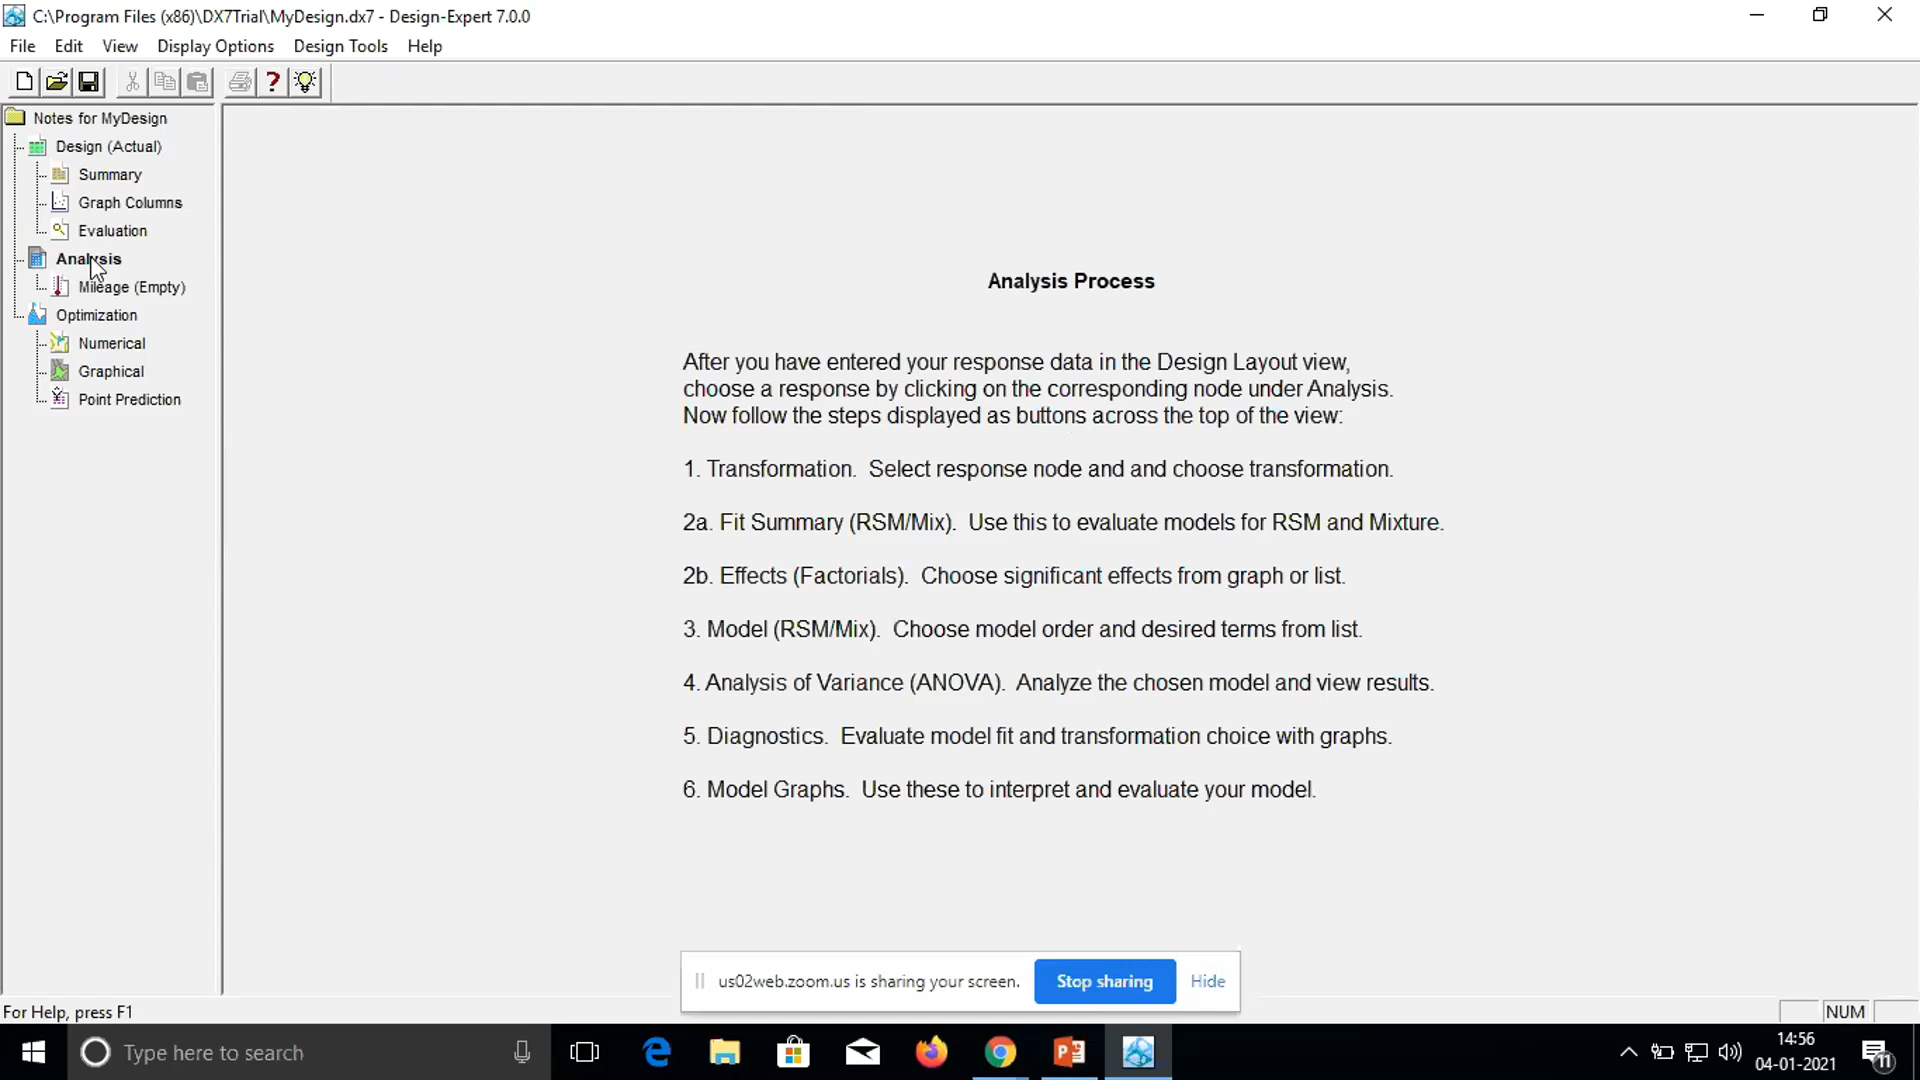 C:\Program Files (x86)\DX7Trial\MyDesign.dx7 - Design-Expert 7.0.0
File Edit View Display Options Design Tools Help
Notes for MyDesign
Design (Actual)
Summary
Graph Columns
Evaluation
Analysis
Mileage (Empty)
Optimization
Numerical
Graphical
Point Prediction
Analysis Process
After you have entered your response data in the Design Layout view,
choose a response by clicking on the corresponding node under Analysis.
Now follow the steps displayed as buttons across the top of the view:
1. Transformation. Select response node and and choose transformation.
2a. Fit Summary (RSM/Mix). Use this to evaluate models for RSM and Mixture.
2b. Effects (Factorials). Choose significant effects from graph or list.
3. Model (RSM/Mix). Choose model order and desired terms from list.
4. Analysis of Variance (ANOVA). Analyze the chosen model and view results.
5. Diagnostics. Evaluate model fit and transformation choice with graphs.
6. Model Graphs. Use these to interpret and evaluate your model.
us02web.zoom.us is sharing your screen. Stop sharing Hide
For Help, press F1
NUM
Type here to search
14:56
04-01-2021
11